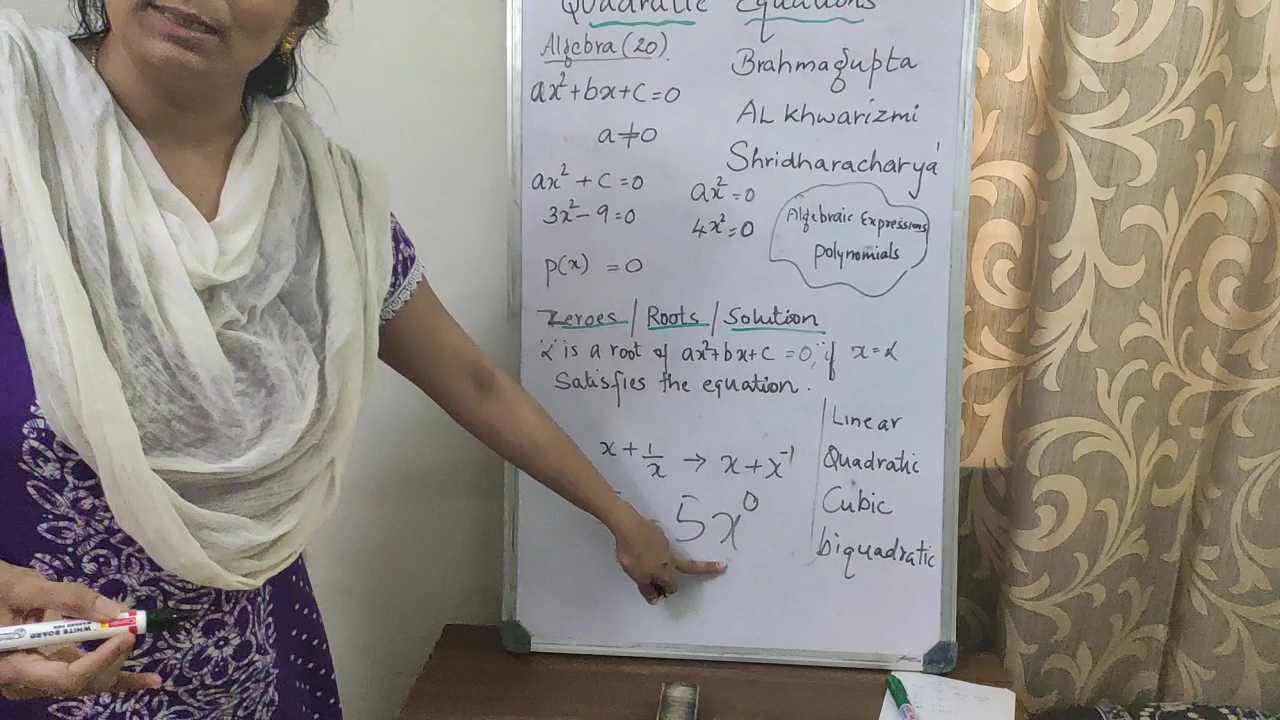 Quadratic Equations
Algebra (20).
ax²+bx+c=0
a≠0
Brahmagupta
AL Khwarizmi
Shridharacharya
ax² + c =0
3x²- 9 =0
ax²=0
4x²=0
Algebraic Expressions
polynomials
p(x) =0
Zeroes / Roots / Solution
'α' is a root of ax²+bx+c =0, if x=α
Satisfies the equation.
x + 1/x → x + x⁻¹
5x⁰
Linear
Quadratic
Cubic
biquadratic
WHITE BOARD